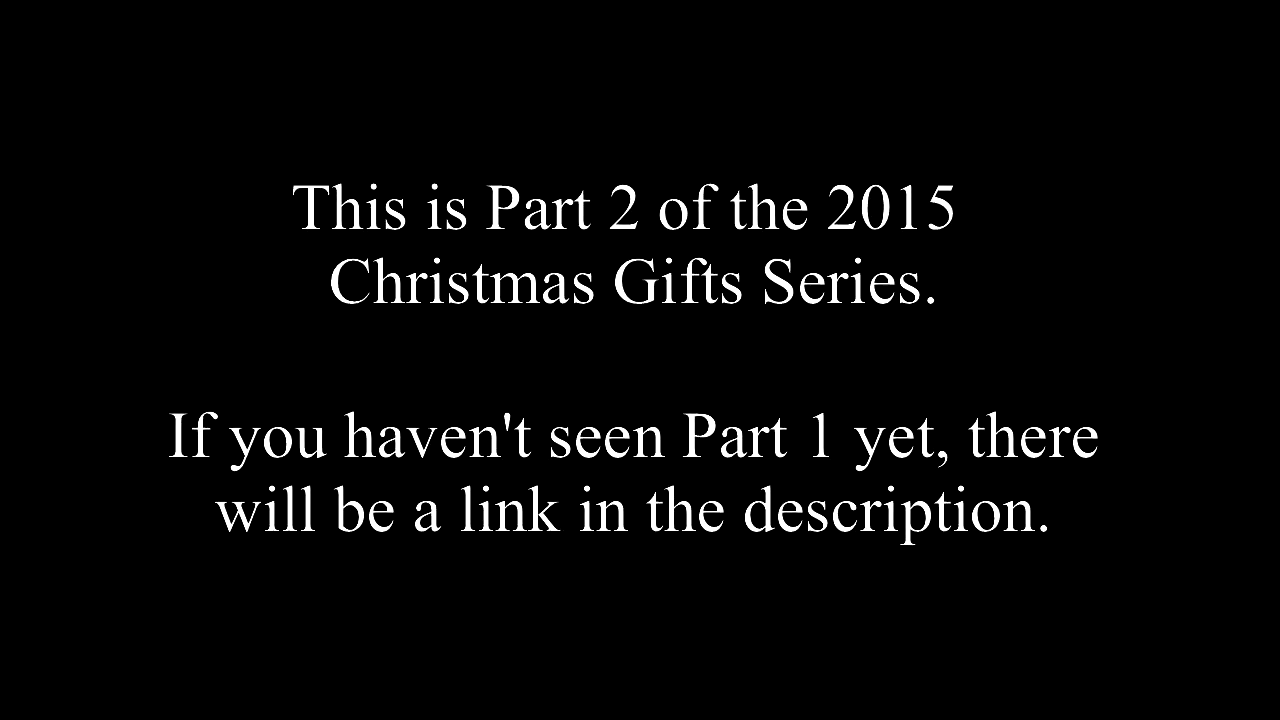 This is Part 2 of the 2015
Christmas Gifts Series.
If you haven't seen Part 1 yet, there
will be a link in the description.